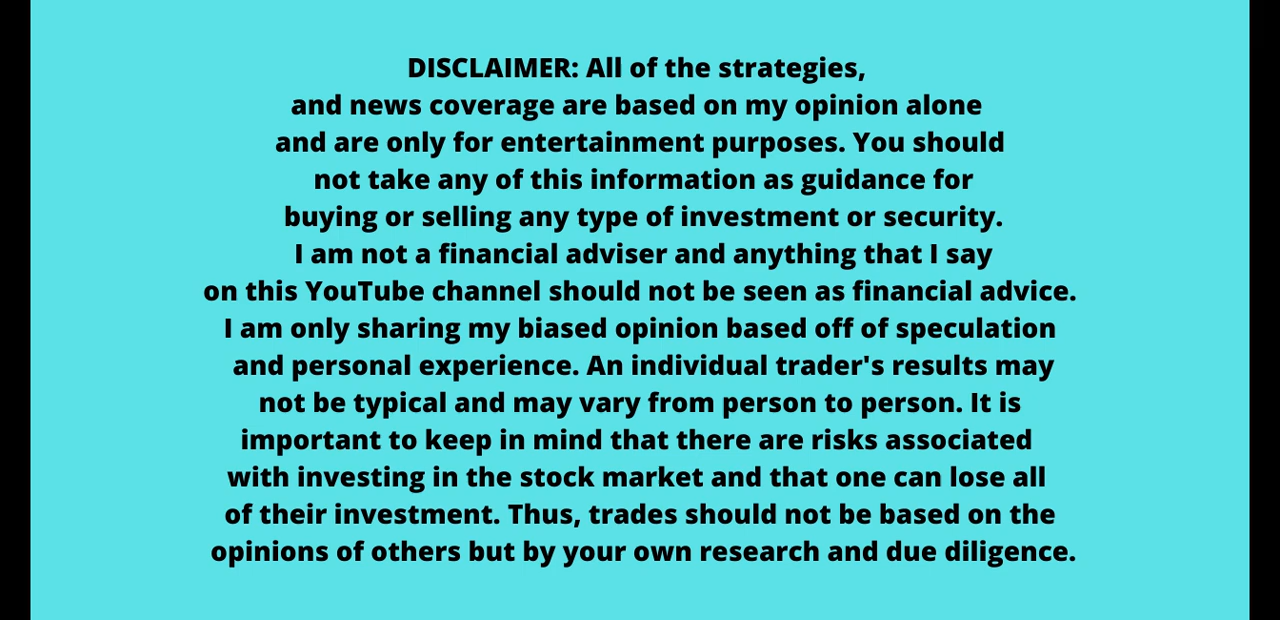 DISCLAIMER: All of the strategies,
and news coverage are based on my opinion alone
and are only for entertainment purposes. You should
not take any of this information as guidance for
buying or selling any type of investment or security.
I am not a financial adviser and anything that I say
on this YouTube channel should not be seen as financial advice.
I am only sharing my biased opinion based off of speculation
and personal experience. An individual trader's results may
not be typical and may vary from person to person. It is
important to keep in mind that there are risks associated
with investing in the stock market and that one can lose all
of their investment. Thus, trades should not be based on the
opinions of others but by your own research and due diligence.